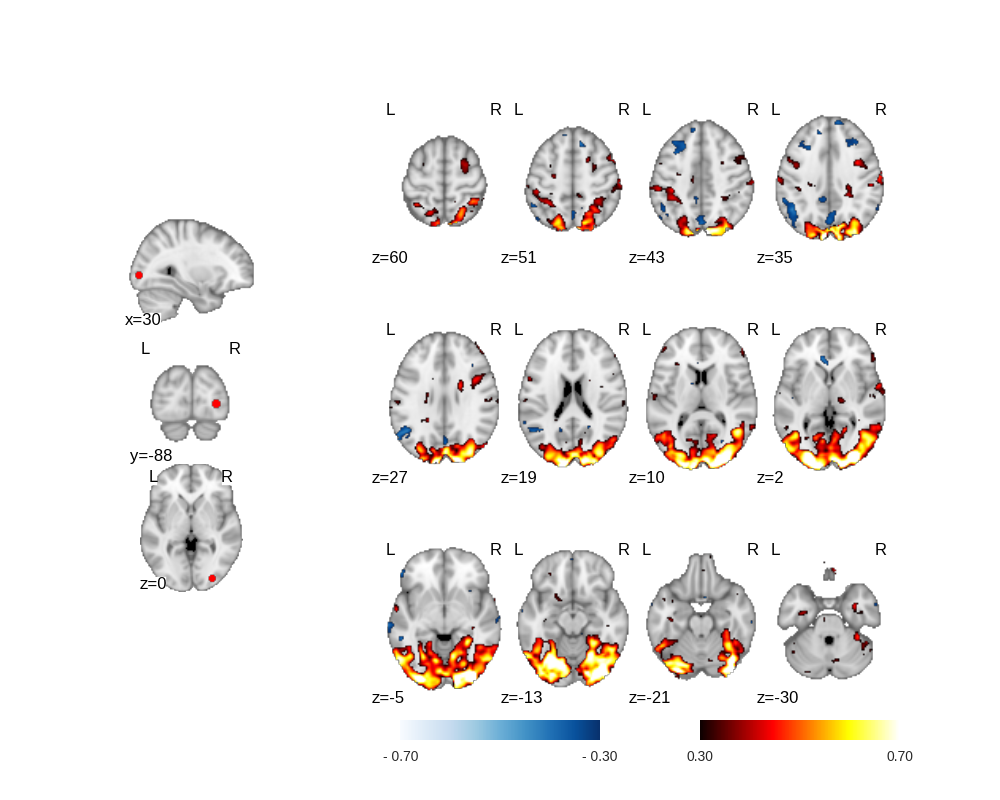 L R L R L R L R
z=60 z=51 z=43 z=35
x=30
L R L R L R L R
L R
y=-88
L R
z=27 z=19 z=10 z=2
L R L R L R L R
z=0
z=-5 z=-13 z=-21 z=-30
- 0.70 - 0.30 0.30 0.70